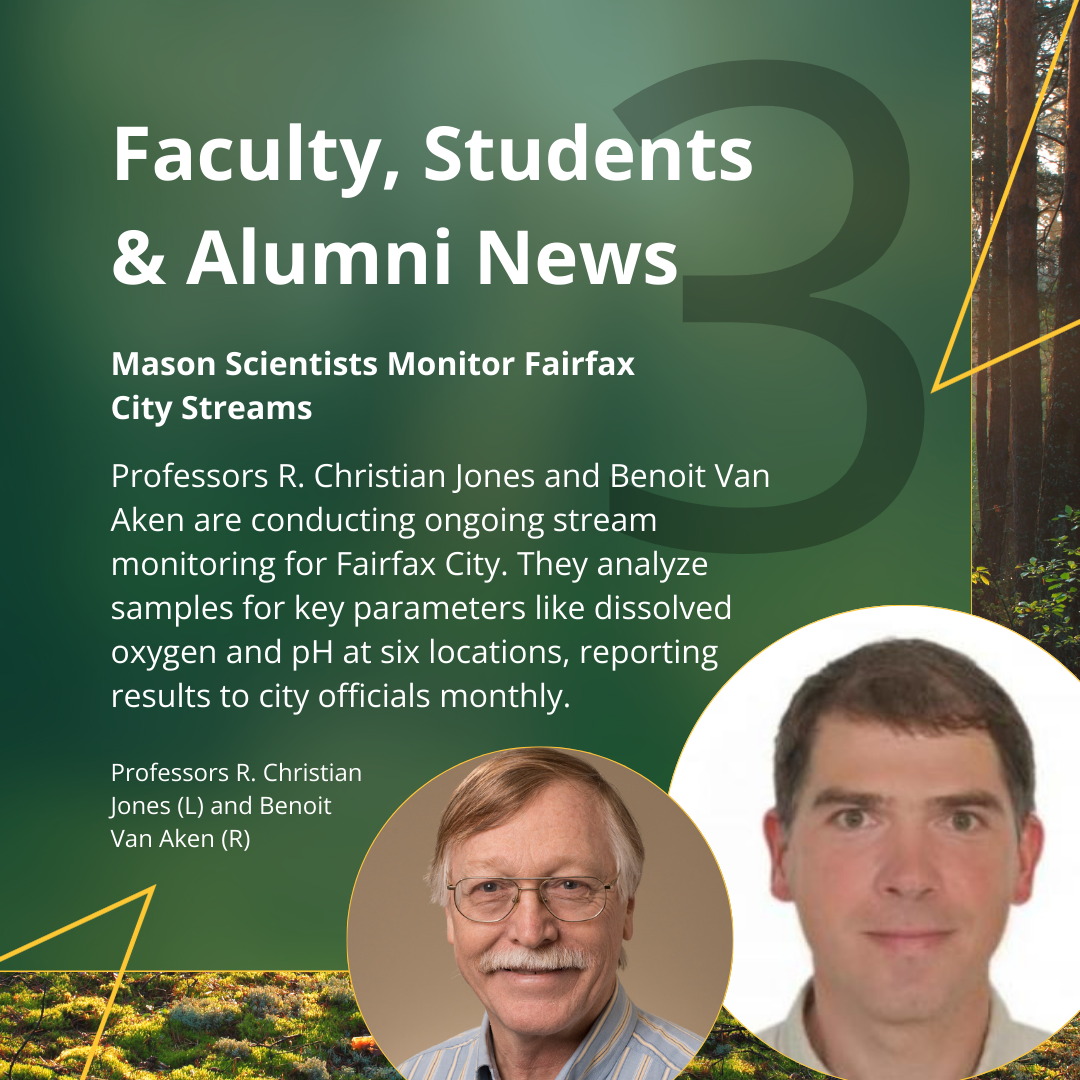 3
Faculty, Students
& Alumni News
Mason Scientists Monitor Fairfax
City Streams
Professors R. Christian Jones and Benoit Van
Aken are conducting ongoing stream
monitoring for Fairfax City. They analyze
samples for key parameters like dissolved
oxygen and pH at six locations, reporting
results to city officials monthly.
Professors R. Christian
Jones (L) and Benoit
Van Aken (R)